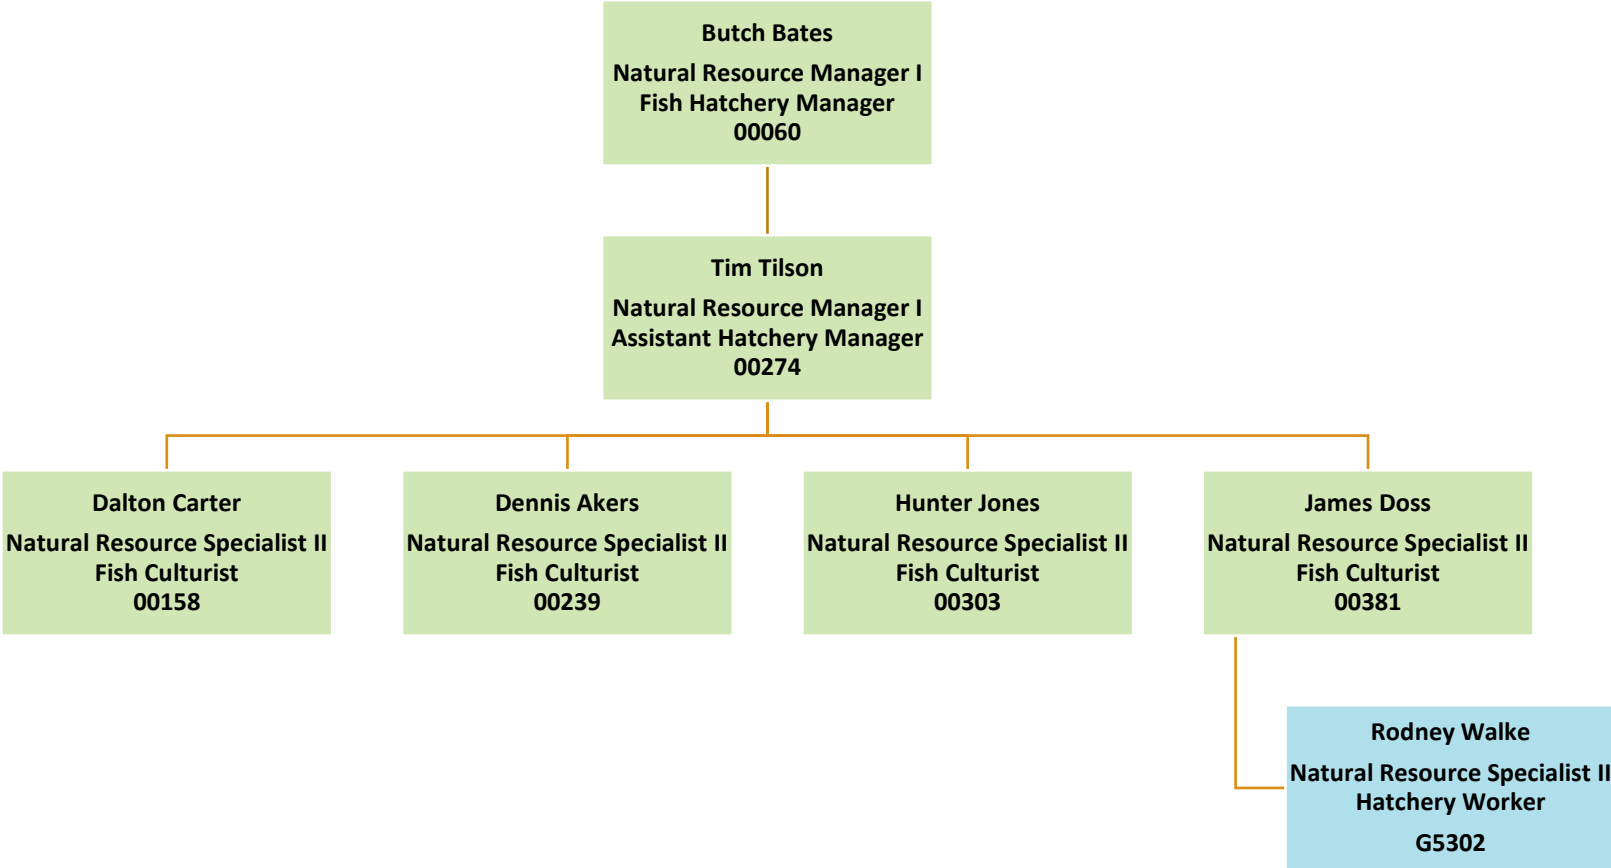 Butch Bates
Natural Resource Manager I
Fish Hatchery Manager
00060
Tim Tilson
Natural Resource Manager I
Assistant Hatchery Manager
00274
Dalton Carter
Natural Resource Specialist II
Fish Culturist
00158
Dennis Akers
Natural Resource Specialist II
Fish Culturist
00239
Hunter Jones
Natural Resource Specialist II
Fish Culturist
00303
James Doss
Natural Resource Specialist II
Fish Culturist
00381
Rodney Walke
Natural Resource Specialist II
Hatchery Worker
G5302